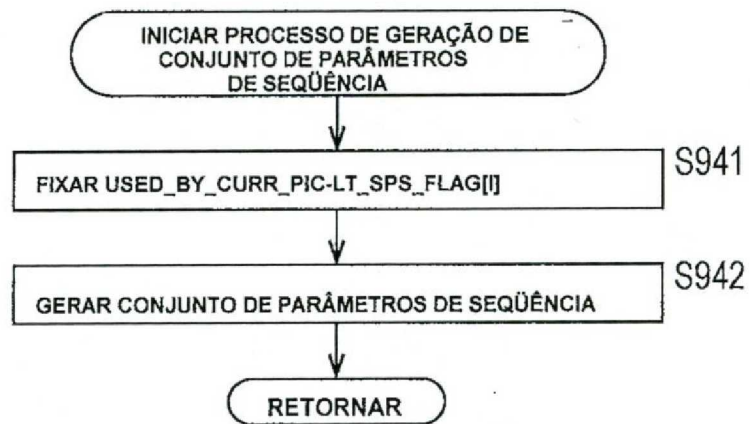 INICIAR PROCESSO DE GERAÇÃO DE
CONJUNTO DE PARÂMETROS
DE SEQÜÊNCIA
FIXAR USED_BY_CURR_PIC-LT_SPS_FLAG[I]
S941
GERAR CONJUNTO DE PARÂMETROS DE SEQÜÊNCIA
S942
RETORNAR